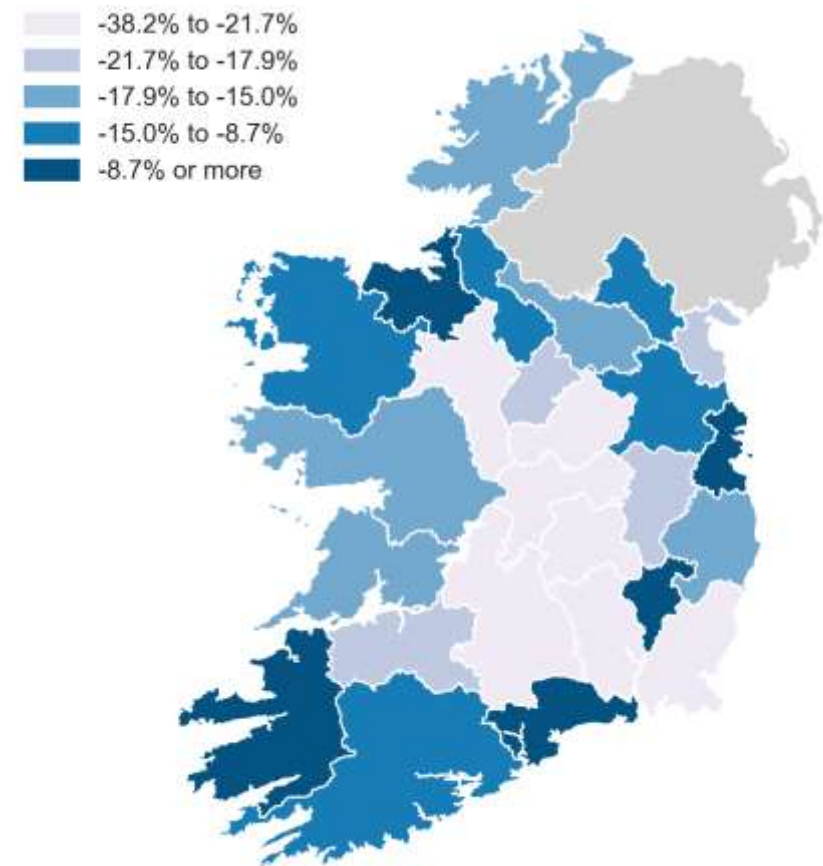 -38.2% to -21.7%
-21.7% to -17.9%
-17.9% to -15.0%
-15.0% to -8.7%
-8.7% or more